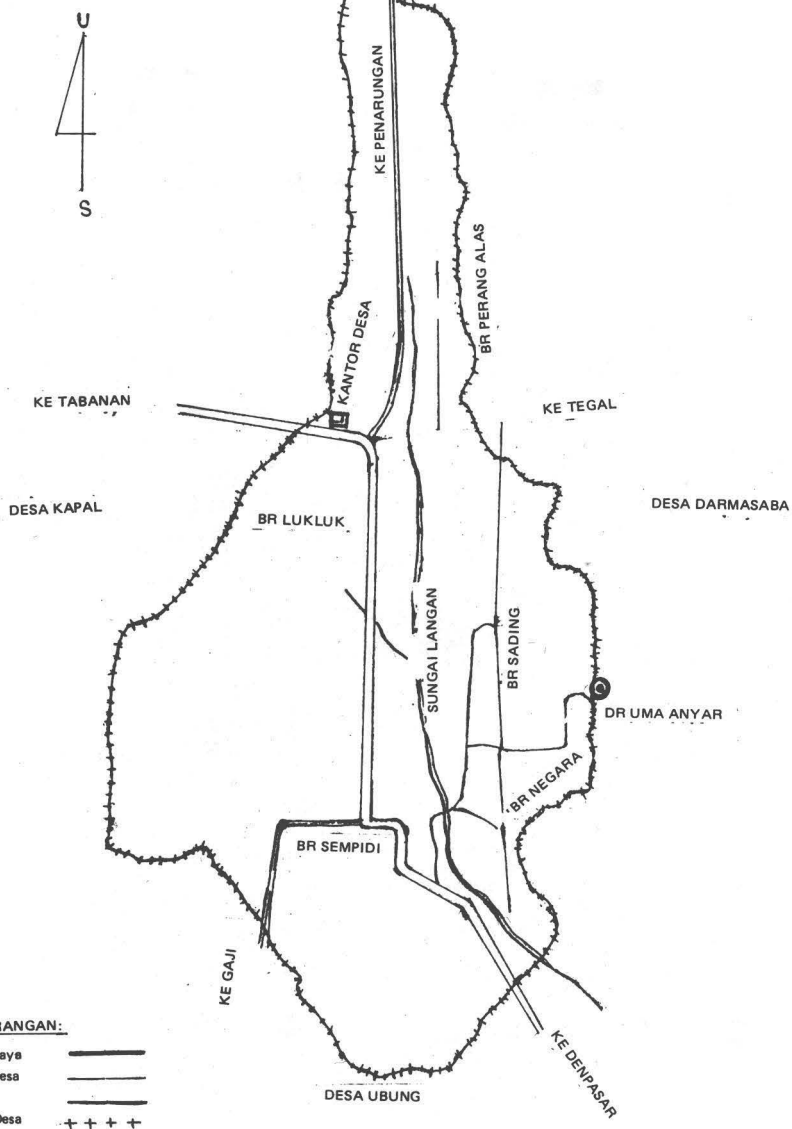 U
S
KE PENARUNGAN
BR PERANG ALAS
KANTOR DESA
KE TABANAN
KE TEGAL
DESA KAPAL
DESA DARMASABA
BR LUKLUK
SUNGAI LANGAN
BR SADING
DR UMA ANYAR
BR NEGARA
BR SEMPIDI
KE GAJI
RANGAN:
aya
esa
Desa
KE DENPASAR
DESA UBUNG